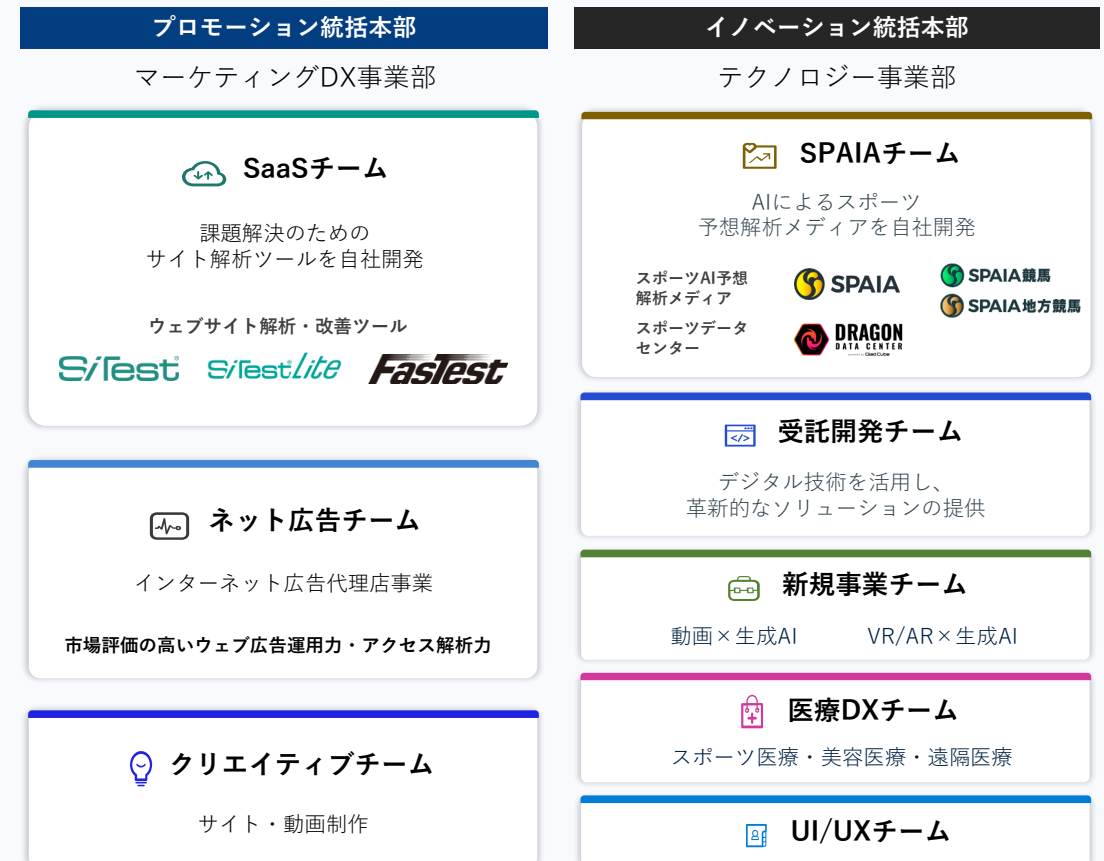 プロモーション統括本部
マーケティングDX事業部
SaaSチーム
課題解決のための
サイト解析ツールを自社開発
ウェブサイト解析・改善ツール
SiTest SiTest Lite FasTest
ネット広告チーム
インターネット広告代理店事業
市場評価の高いウェブ広告運用力・アクセス解析力
クリエイティブチーム
サイト・動画制作
イノベーション統括本部
テクノロジー事業部
SPAIAチーム
AIによるスポーツ
予想解析メディアを自社開発
スポーツAI予想
解析メディア
SPAIA
SPAIA競馬
SPAIA地方競馬
スポーツデータ
センター
DRAGON
DATA CENTER
Glad Cube
受託開発チーム
</>
デジタル技術を活用し、
革新的なソリューションの提供
新規事業チーム
動画×生成AI VR/AR×生成AI
医療DXチーム
スポーツ医療・美容医療・遠隔医療
UI/UXチーム